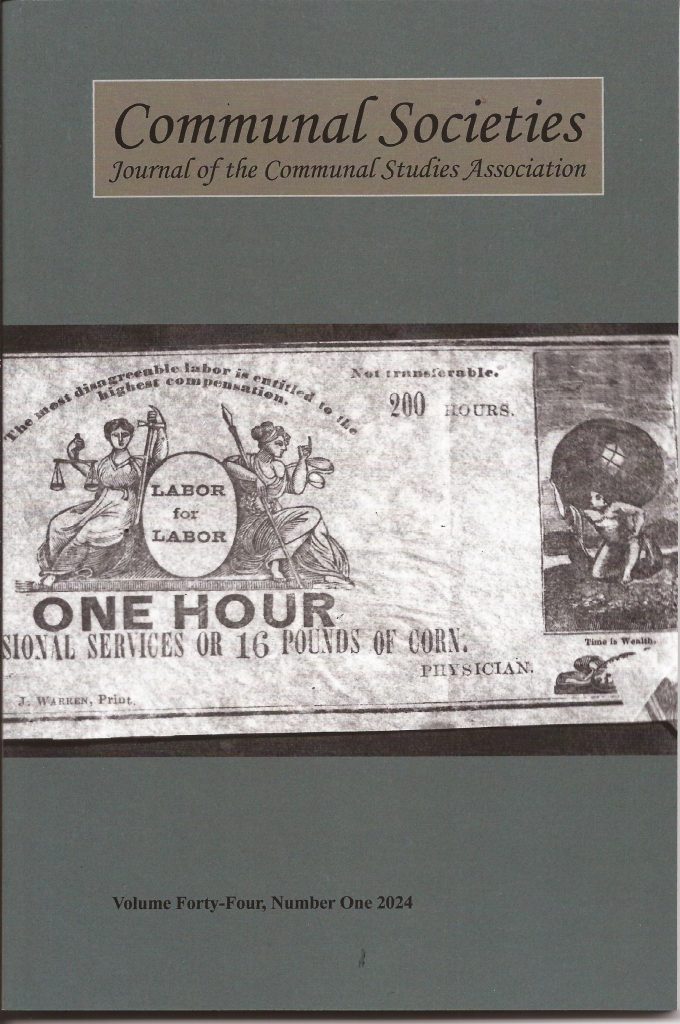 Communal Societies
Journal of the Communal Studies Association
The most disagreeable labor is entitled to the
highest compensation.
Not transferable.
200 HOURS.
LABOR
for
LABOR
ONE HOUR
SIONAL SERVICES OR 16 POUNDS OF CORN.
PHYSICIAN.
Time is Wealth.
J. WARREN, Print.
Volume Forty-Four, Number One 2024